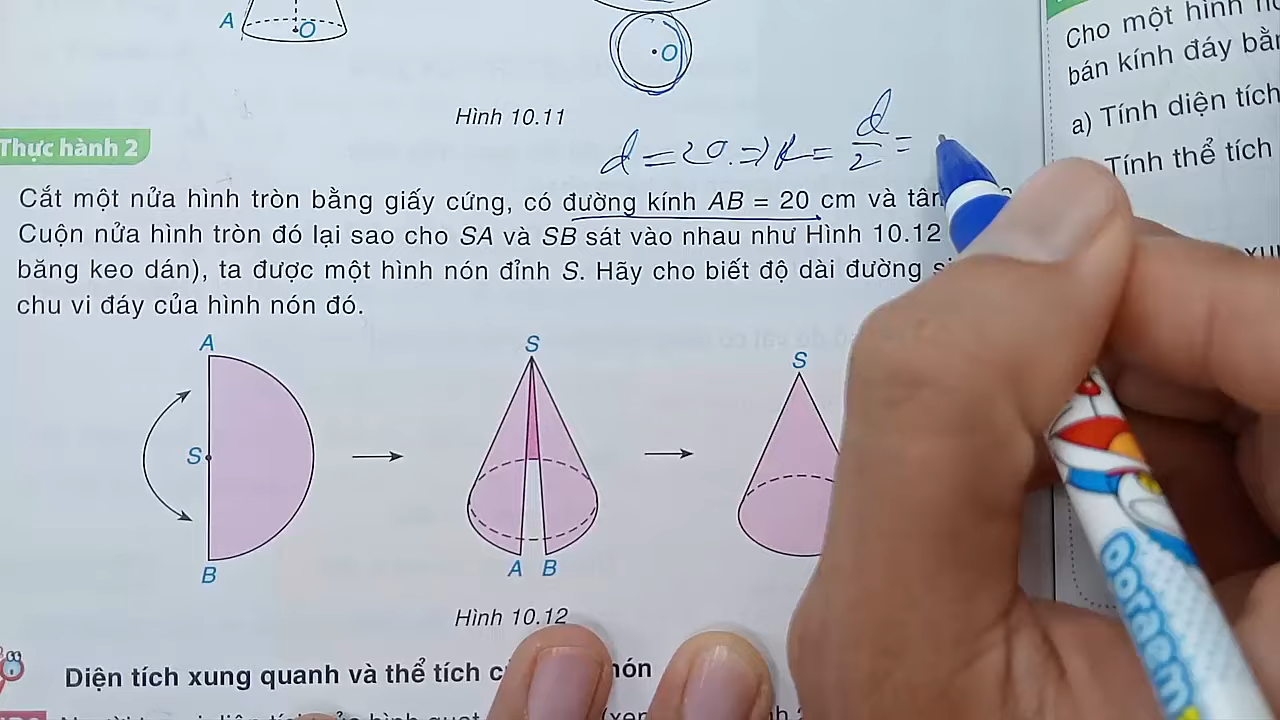 A
O
O
Cho một hình
bán kính đáy
a) Tính diện tích
Tính thể tích
Hình 10.11
d = 20. => r = d/2 =
Thực hành 2
Cắt một nửa hình tròn bằng giấy cứng, có đường kính AB = 20 cm và
Cuộn nửa hình tròn đó lại sao cho SA và SB sát vào nhau như Hình 10.12
băng keo dán), ta được một hình nón đỉnh S. Hãy cho biết độ dài đường
chu vi đáy của hình nón đó.
A
S
B
S
A B
S
Hình 10.12
Diện tích xung quanh và thể tích
Doraemon